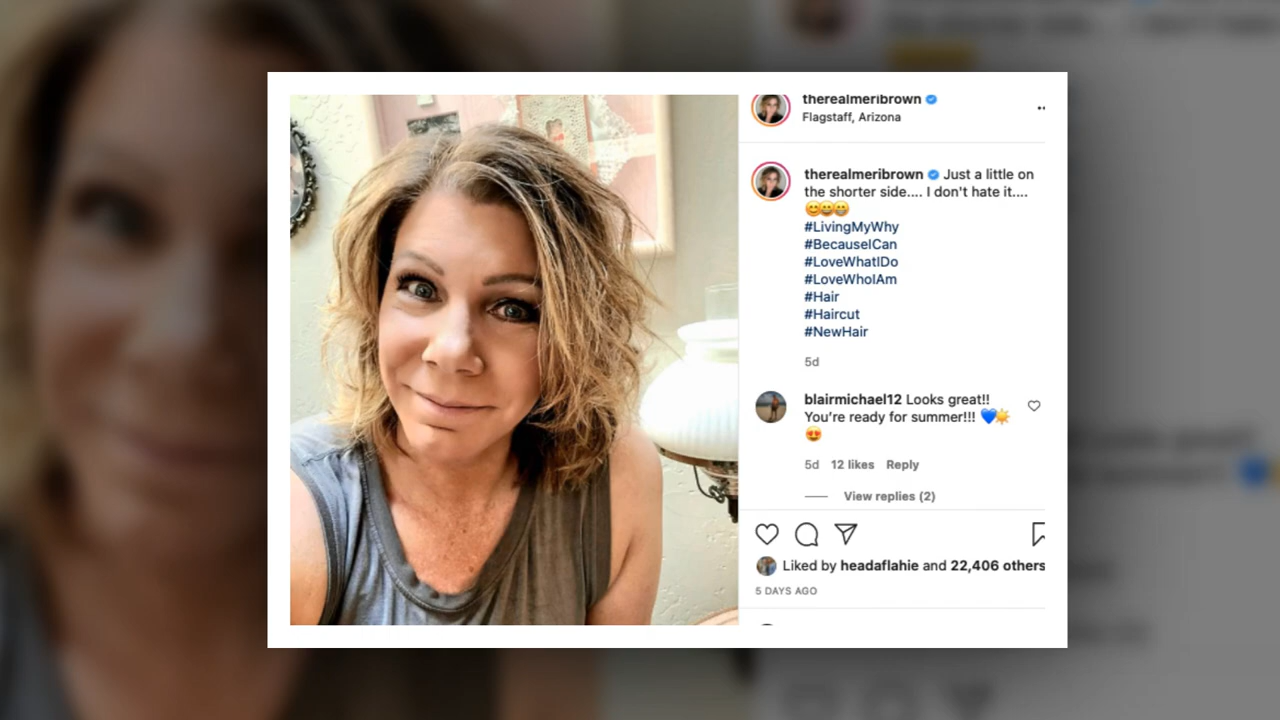 therealmeribrown
Flagstaff, Arizona
therealmeribrown Just a little on
the shorter side.... I don't hate it....
😊😄😁
#LivingMyWhy
#BecauseICan
#LoveWhatIDo
#LoveWhoIAm
#Hair
#Haircut
#NewHair
5d
blairmichael12 Looks great!!
You're ready for summer!!! 💙☀️
😍
5d 12 likes Reply
View replies (2)
Liked by headaflahie and 22,406 others
5 DAYS AGO